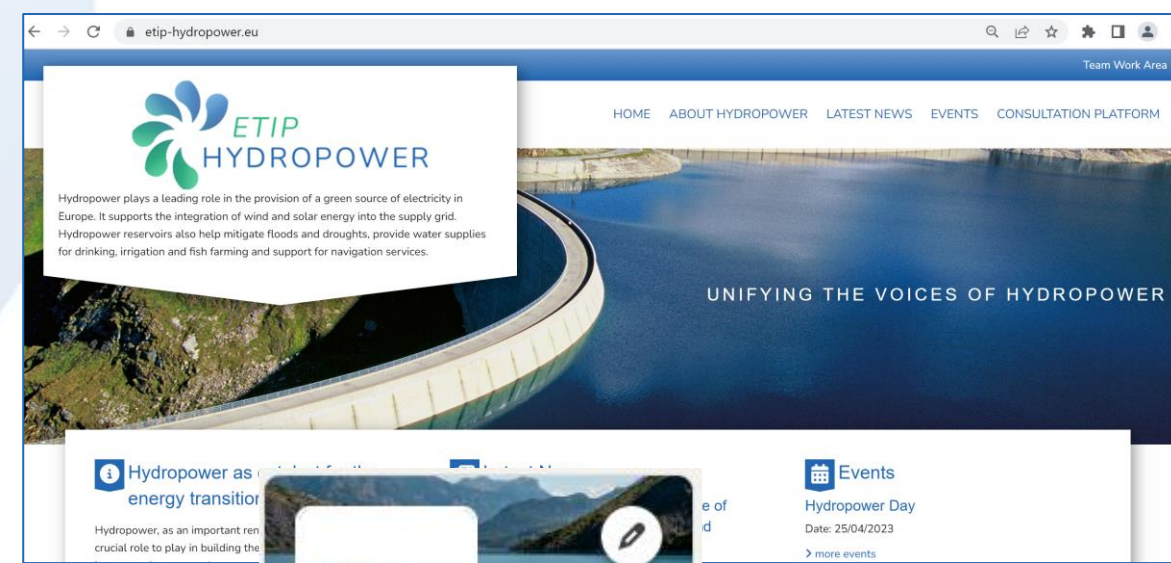 etip-hydropower.eu
Team Work Area
ETIP
HYDROPOWER
HOME ABOUT HYDROPOWER LATEST NEWS EVENTS CONSULTATION PLATFORM
Hydropower plays a leading role in the provision of a green source of electricity in
Europe. It supports the integration of wind and solar energy into the supply grid.
Hydropower reservoirs also help mitigate floods and droughts, provide water supplies
for drinking, irrigation and fish farming and support for navigation services.
UNIFYING THE VOICES OF HYDROPOWER
Hydropower as
energy transition
Hydropower, as an important ren
crucial role to play in building the
e of
d
Events
Hydropower Day
Date: 25/04/2023
more events